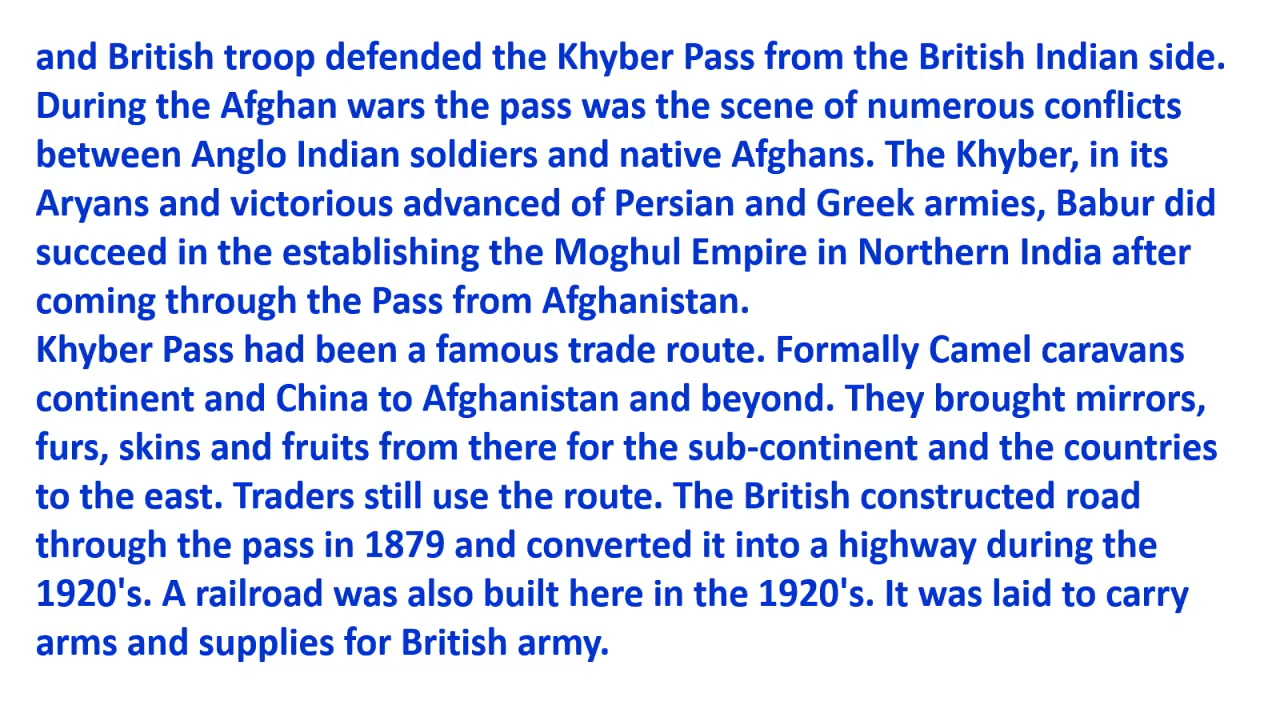 and British troop defended the Khyber Pass from the British Indian side.
During the Afghan wars the pass was the scene of numerous conflicts
between Anglo Indian soldiers and native Afghans. The Khyber, in its
Aryans and victorious advanced of Persian and Greek armies, Babur did
succeed in the establishing the Moghul Empire in Northern India after
coming through the Pass from Afghanistan.
Khyber Pass had been a famous trade route. Formally Camel caravans
continent and China to Afghanistan and beyond. They brought mirrors,
furs, skins and fruits from there for the sub-continent and the countries
to the east. Traders still use the route. The British constructed road
through the pass in 1879 and converted it into a highway during the
1920's. A railroad was also built here in the 1920's. It was laid to carry
arms and supplies for British army.